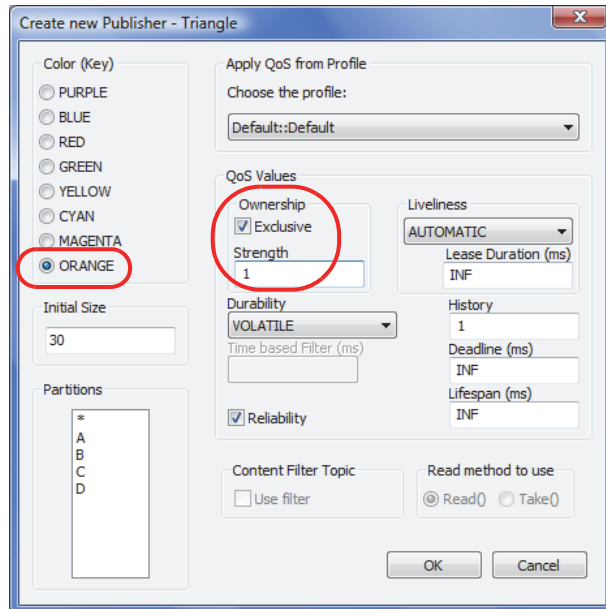 Create new Publisher - Triangle
Color (Key)
PURPLE
BLUE
RED
GREEN
YELLOW
CYAN
MAGENTA
ORANGE
Initial Size
30
Partitions
*
A
B
C
D
Apply QoS from Profile
Choose the profile:
Default::Default
QoS Values
Ownership
Exclusive
Strength
1
Liveliness
AUTOMATIC
Lease Duration (ms)
INF
Durability
VOLATILE
Time based Filter (ms)
Reliability
History
1
Deadline (ms)
INF
Lifespan (ms)
INF
Content Filter Topic
Use filter
Read method to use
Read()
Take()
OK
Cancel